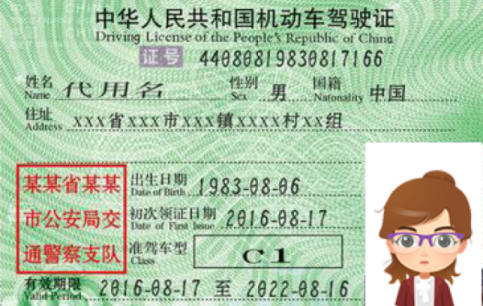 中华人民共和国机动车驾驶证
Driving License of the People's Republic of China
证号 44080819830817166
姓名 代用名 性别 男 国籍 中国
Name Sex Nationality
住址 xxx省xxx市xxx镇xxxx村xx组
Address
某某省某某
市公安局交
通警察支队
出生日期 1983-08-06
Date of Birth
初次领证日期 2016-08-17
Date of First Issue
准驾车型 C1
Class
有效期限 2016-08-17 至 2022-08-16
Valid Period